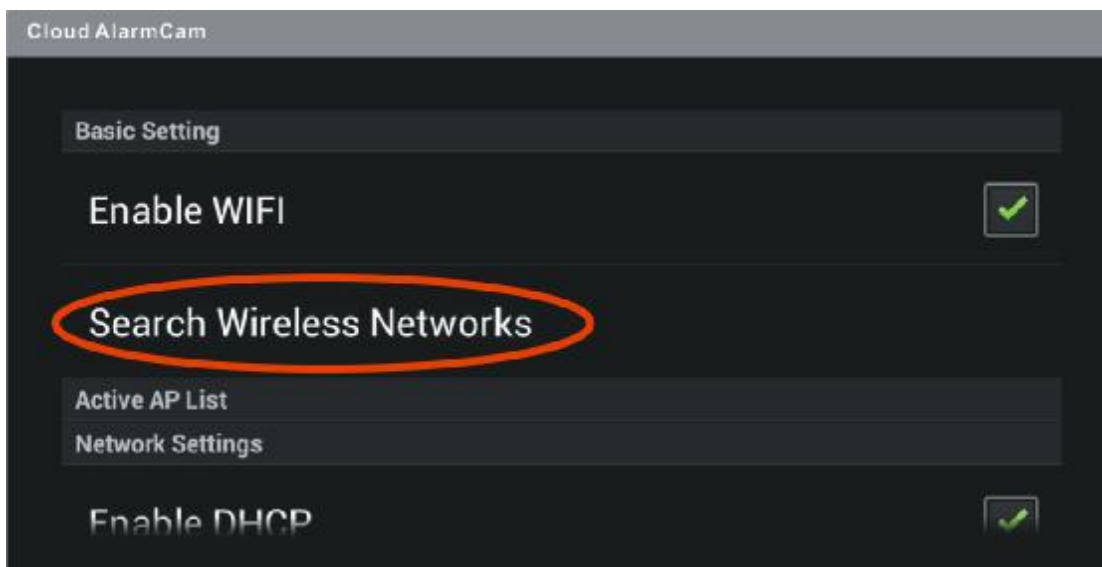 Cloud AlarmCam
Basic Setting
Enable WIFI
Search Wireless Networks
Active AP List
Network Settings
Enable DHCP